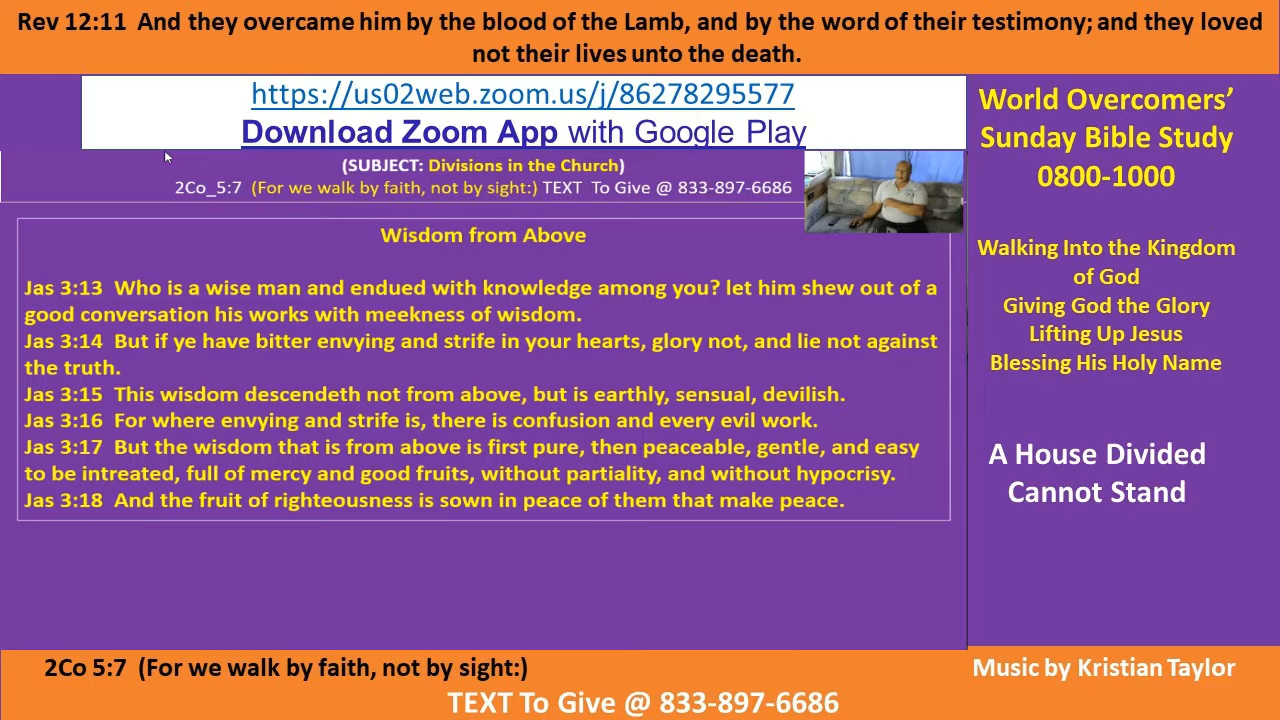 Rev 12:11  And they overcame him by the blood of the Lamb, and by the word of their testimony; and they loved
not their lives unto the death.
https://us02web.zoom.us/j/86278295577
Download Zoom App with Google Play
(SUBJECT: Divisions in the Church)
2Co_5:7  (For we walk by faith, not by sight:) TEXT  To Give @ 833-897-6686
Wisdom from Above
Jas 3:13  Who is a wise man and endued with knowledge among you? let him shew out of a
good conversation his works with meekness of wisdom.
Jas 3:14  But if ye have bitter envying and strife in your hearts, glory not, and lie not against
the truth.
Jas 3:15  This wisdom descendeth not from above, but is earthly, sensual, devilish.
Jas 3:16  For where envying and strife is, there is confusion and every evil work.
Jas 3:17  But the wisdom that is from above is first pure, then peaceable, gentle, and easy
to be intreated, full of mercy and good fruits, without partiality, and without hypocrisy.
Jas 3:18  And the fruit of righteousness is sown in peace of them that make peace.
World Overcomers’
Sunday Bible Study
0800-1000
Walking Into the Kingdom
of God
Giving God the Glory
Lifting Up Jesus
Blessing His Holy Name
A House Divided
Cannot Stand
2Co 5:7  (For we walk by faith, not by sight:)
Music by Kristian Taylor
TEXT To Give @ 833-897-6686